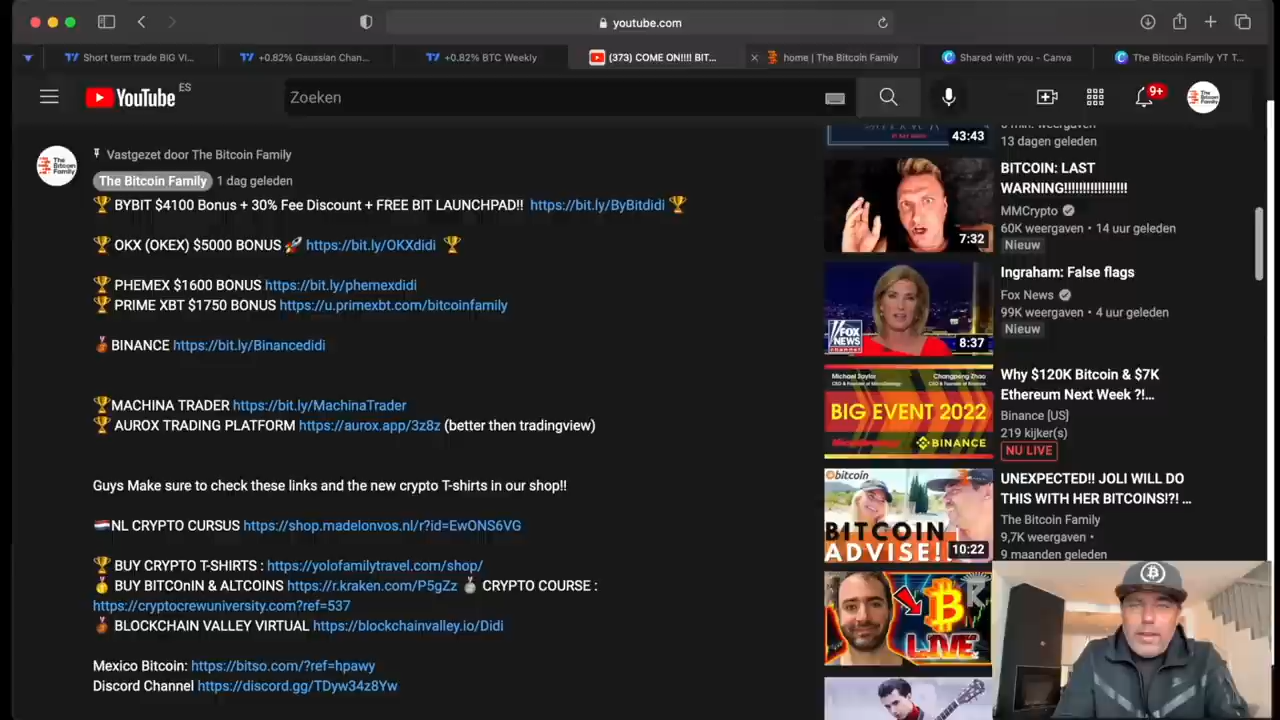 youtube.com
Short term trade BIG VI...
+0.82% Gaussian Chan...
+0.82% BTC Weekly
(373) COME ON!!!! BIT...
home | The Bitcoin Family
Shared with you - Canva
The Bitcoin Family YT T...
YouTube ES
Zoeken
9+
The Bitcoin Family
Vastgezet door The Bitcoin Family
The Bitcoin Family 1 dag geleden
🏆 BYBIT $4100 Bonus + 30% Fee Discount + FREE BIT LAUNCHPAD!! https://bit.ly/ByBitdidi 🏆
🏆 OKX (OKEX) $5000 BONUS 🚀 https://bit.ly/OKXdidi 🏆
🏆 PHEMEX $1600 BONUS https://bit.ly/phemexdidi
🏆 PRIME XBT $1750 BONUS https://u.primexbt.com/bitcoinfamily
🥉BINANCE https://bit.ly/Binancedidi
🏆MACHINA TRADER https://bit.ly/MachinaTrader
🏆 AUROX TRADING PLATFORM https://aurox.app/3z8z (better then tradingview)
Guys Make sure to check the li links and the new crypto T-shirts in our shop!!
🇳🇱NL CRYPTO CURSUS https://shop.madelonvos.nl/r?id=EwONS6VG
🏆 BUY CRYPTO T-SHIRTS : https://yolofamilytravel.com/shop/
🥇 BUY BITCOnIN & ALTCOINS https://r.kraken.com/P5gZz 🥈 CRYPTO COURSE :
https://cryptocrewuniversity.com?ref=537
🥉 BLOCKCHAIN VALLEY VIRTUAL https://blockchainvalley.io/Didi
Mexico Bitcoin: https://bitso.com/?ref=hpawy
Discord Channel https://discord.gg/TDyw34z8Yw
43:43
13 dagen geleden
7:32
BITCOIN: LAST
WARNING!!!!!!!!!!!!!!!!!
MMCrypto
60K weergaven • 14 uur geleden
Nieuw
FOX NEWS channel
8:37
Ingraham: False flags
Fox News
99K weergaven • 4 uur geleden
Nieuw
Michael Saylor
Changpeng Zhao
BIG EVENT 2022
BINANCE
Why $120K Bitcoin & $7K
Ethereum Next Week ?!...
Binance [US]
219 kijker(s)
NU LIVE
bitcoin
BITCOIN
ADVISE!
10:22
UNEXPECTED!! JOLI WILL DO
THIS WITH HER BITCOINS!?! ...
The Bitcoin Family
9,7K weergaven •
9 maanden geleden
LIVE